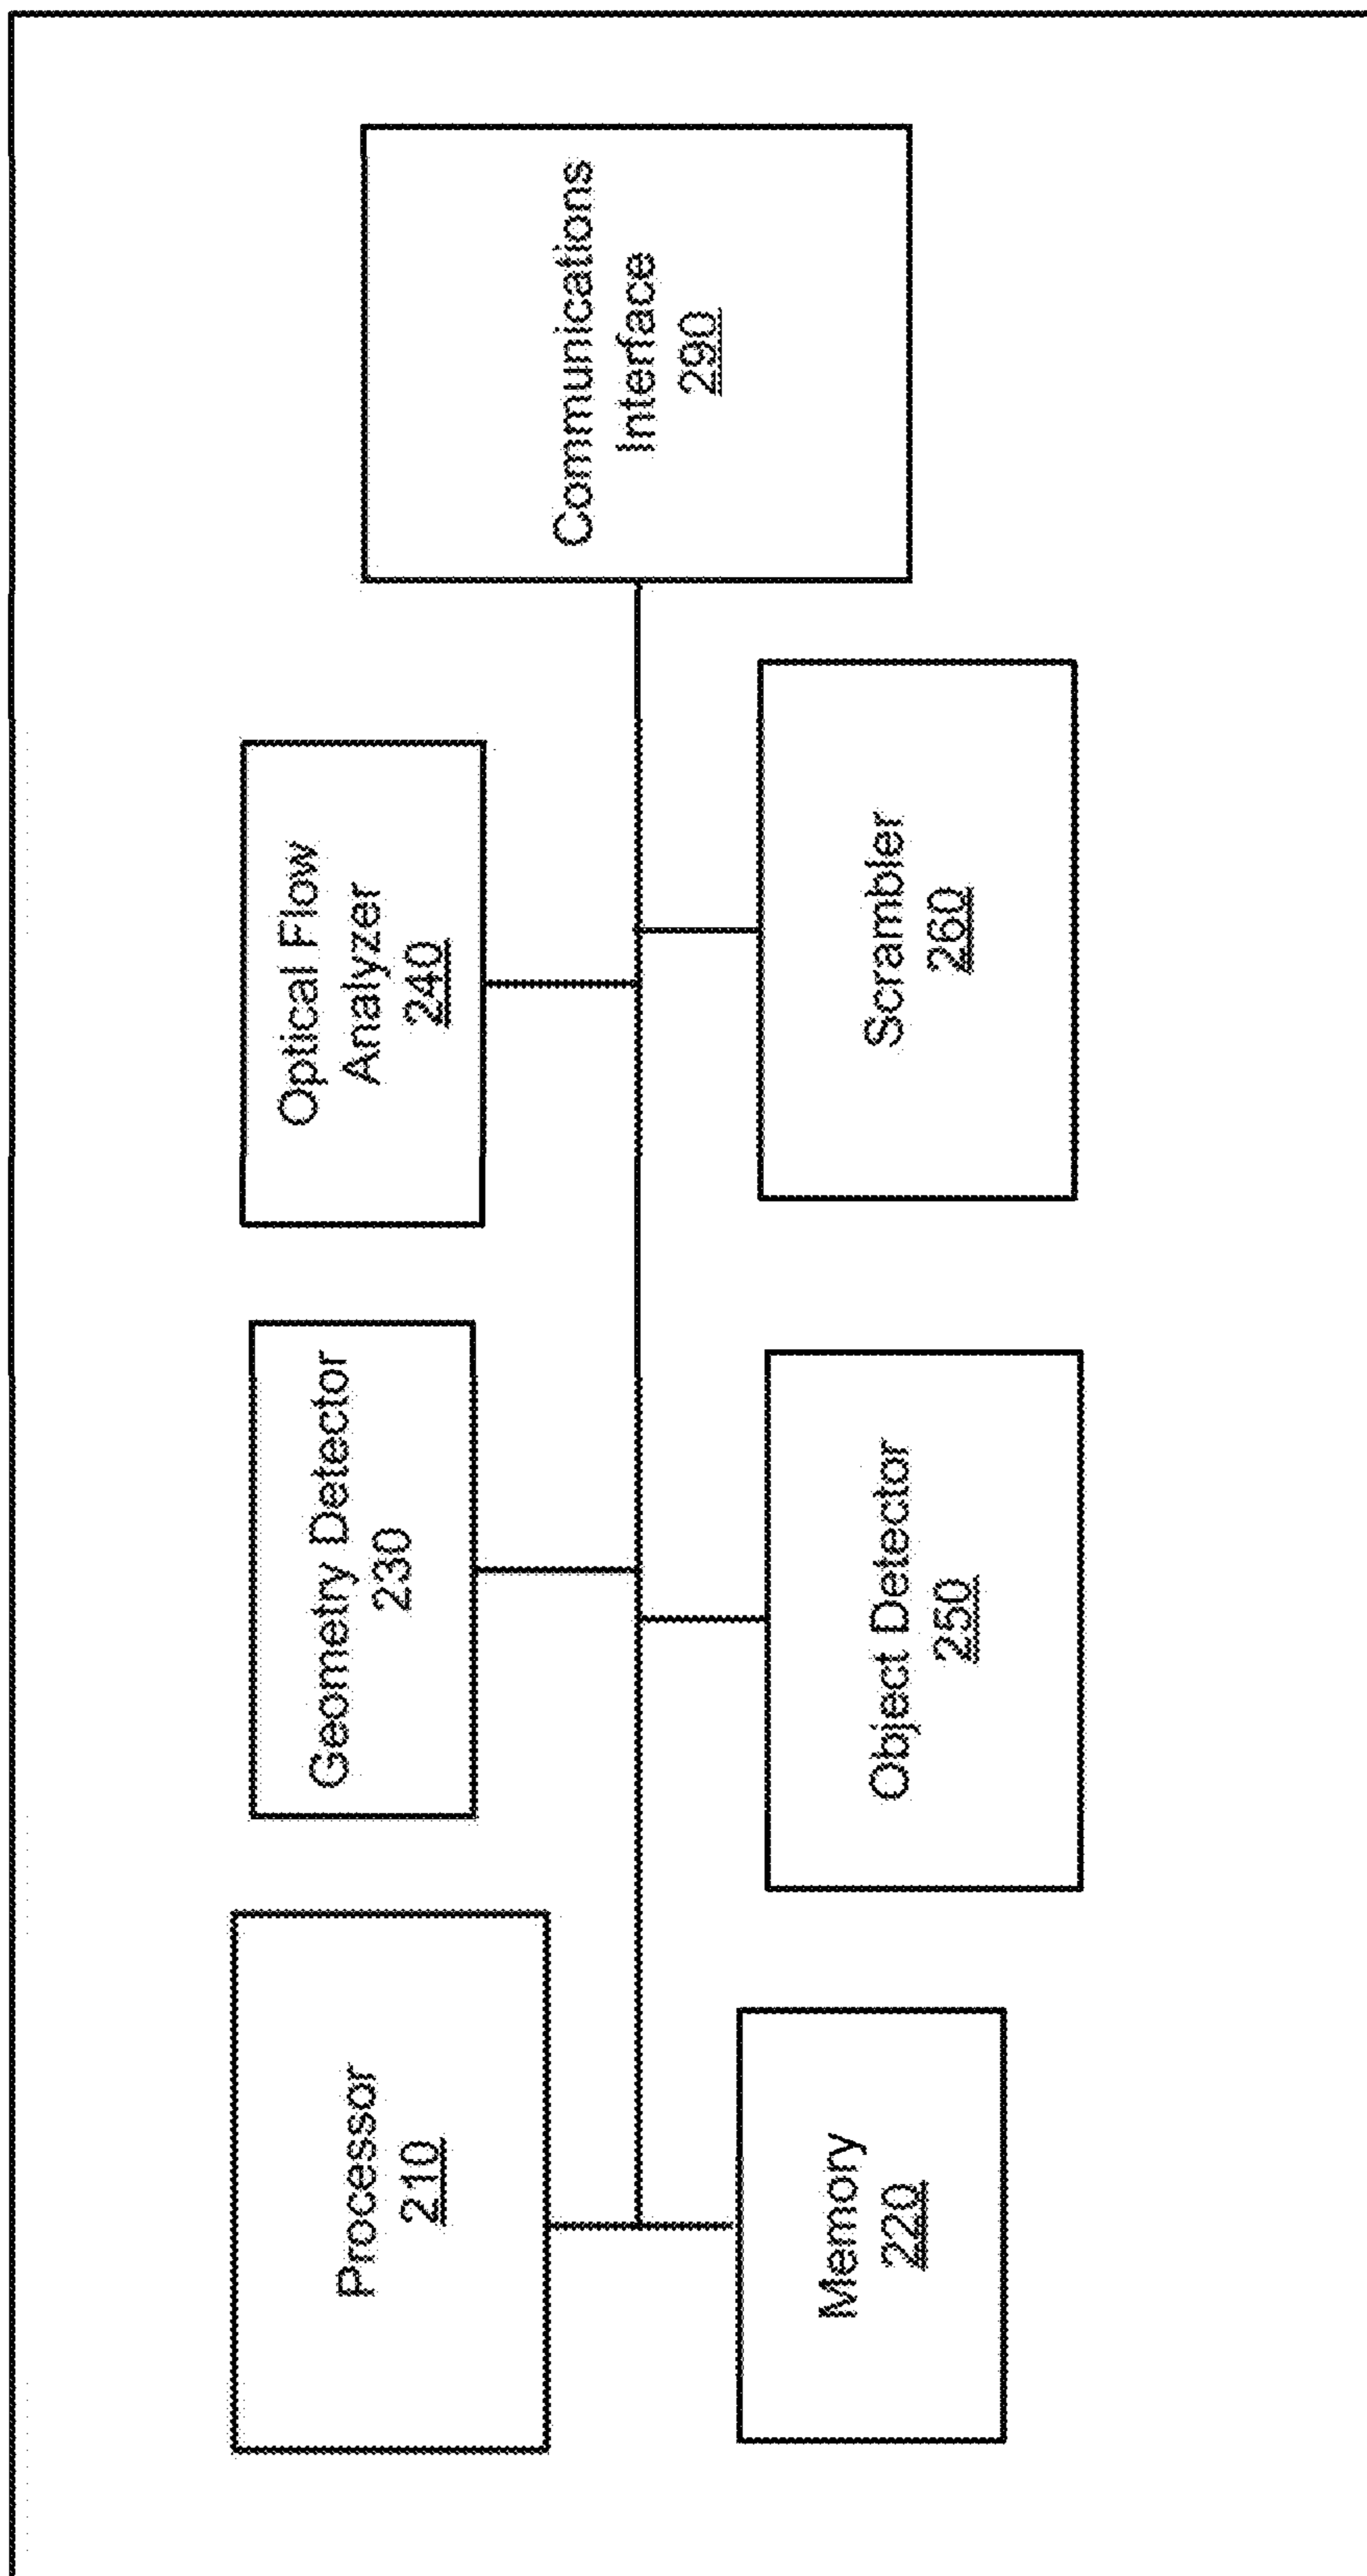 Processor
210
Geometry Detector
230
Optical Flow
Analyzer
240
Communications
Interface
290
Memory
220
Object Detector
250
Scrambler
260